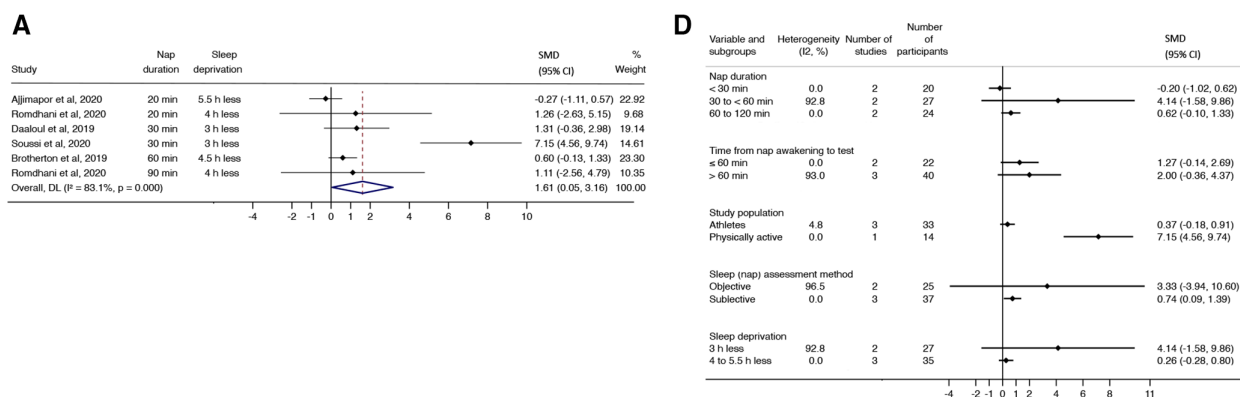 A
Nap Sleep SMD %
Study duration deprivation (95% CI) Weight
Ajjimapor et al, 2020 20 min 5.5 h less -0.27 (-1.11, 0.57) 22.92
Romdhani et al, 2020 20 min 4 h less 1.26 (-2.63, 5.15) 9.68
Daaloul et al, 2019 30 min 3 h less 1.31 (-0.36, 2.98) 19.14
Soussi et al, 2020 30 min 3 h less 7.15 (4.56, 9.74) 14.61
Brotherton et al, 2019 60 min 4.5 h less 0.60 (-0.13, 1.33) 23.30
Romdhani et al, 2020 90 min 4 h less 1.11 (-2.56, 4.79) 10.35
Overall, DL (I² = 83.1%, p = 0.000) 1.61 (0.05, 3.16) 100.00
-4 -2 -1 0 1 2 4 6 8 10
D
Number
Variable and Heterogeneity Number of of SMD
subgroups (I2, %) studies participants (95% CI)
Nap duration
< 30 min 0.0 2 20 -0.20 (-1.02, 0.62)
30 to < 60 min 92.8 2 27 4.14 (-1.58, 9.86)
60 to 120 min 0.0 2 24 0.62 (-0.10, 1.33)
Time from nap awakening to test
≤ 60 min 0.0 2 22 1.27 (-0.14, 2.69)
> 60 min 93.0 3 40 2.00 (-0.36, 4.37)
Study population
Athletes 4.8 3 33 0.37 (-0.18, 0.91)
Physically active 0.0 1 14 7.15 (4.56, 9.74)
Sleep (nap) assessment method
Objective 96.5 2 25 3.33 (-3.94, 10.60)
Sublective 0.0 3 37 0.74 (0.09, 1.39)
Sleep deprivation
3 h less 92.8 2 27 4.14 (-1.58, 9.86)
4 to 5.5 h less 0.0 3 35 0.26 (-0.28, 0.80)
-4 -2 -1 0 1 2 4 6 8 11